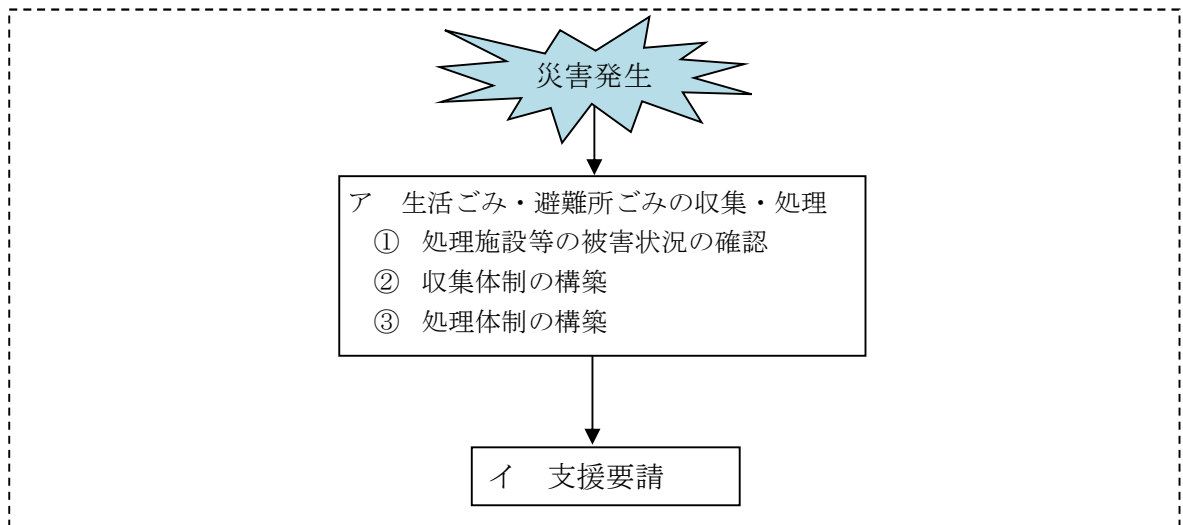 災害発生
ア　生活ごみ・避難所ごみの収集・処理
①　処理施設等の被害状況の確認
②　収集体制の構築
③　処理体制の構築
イ　支援要請